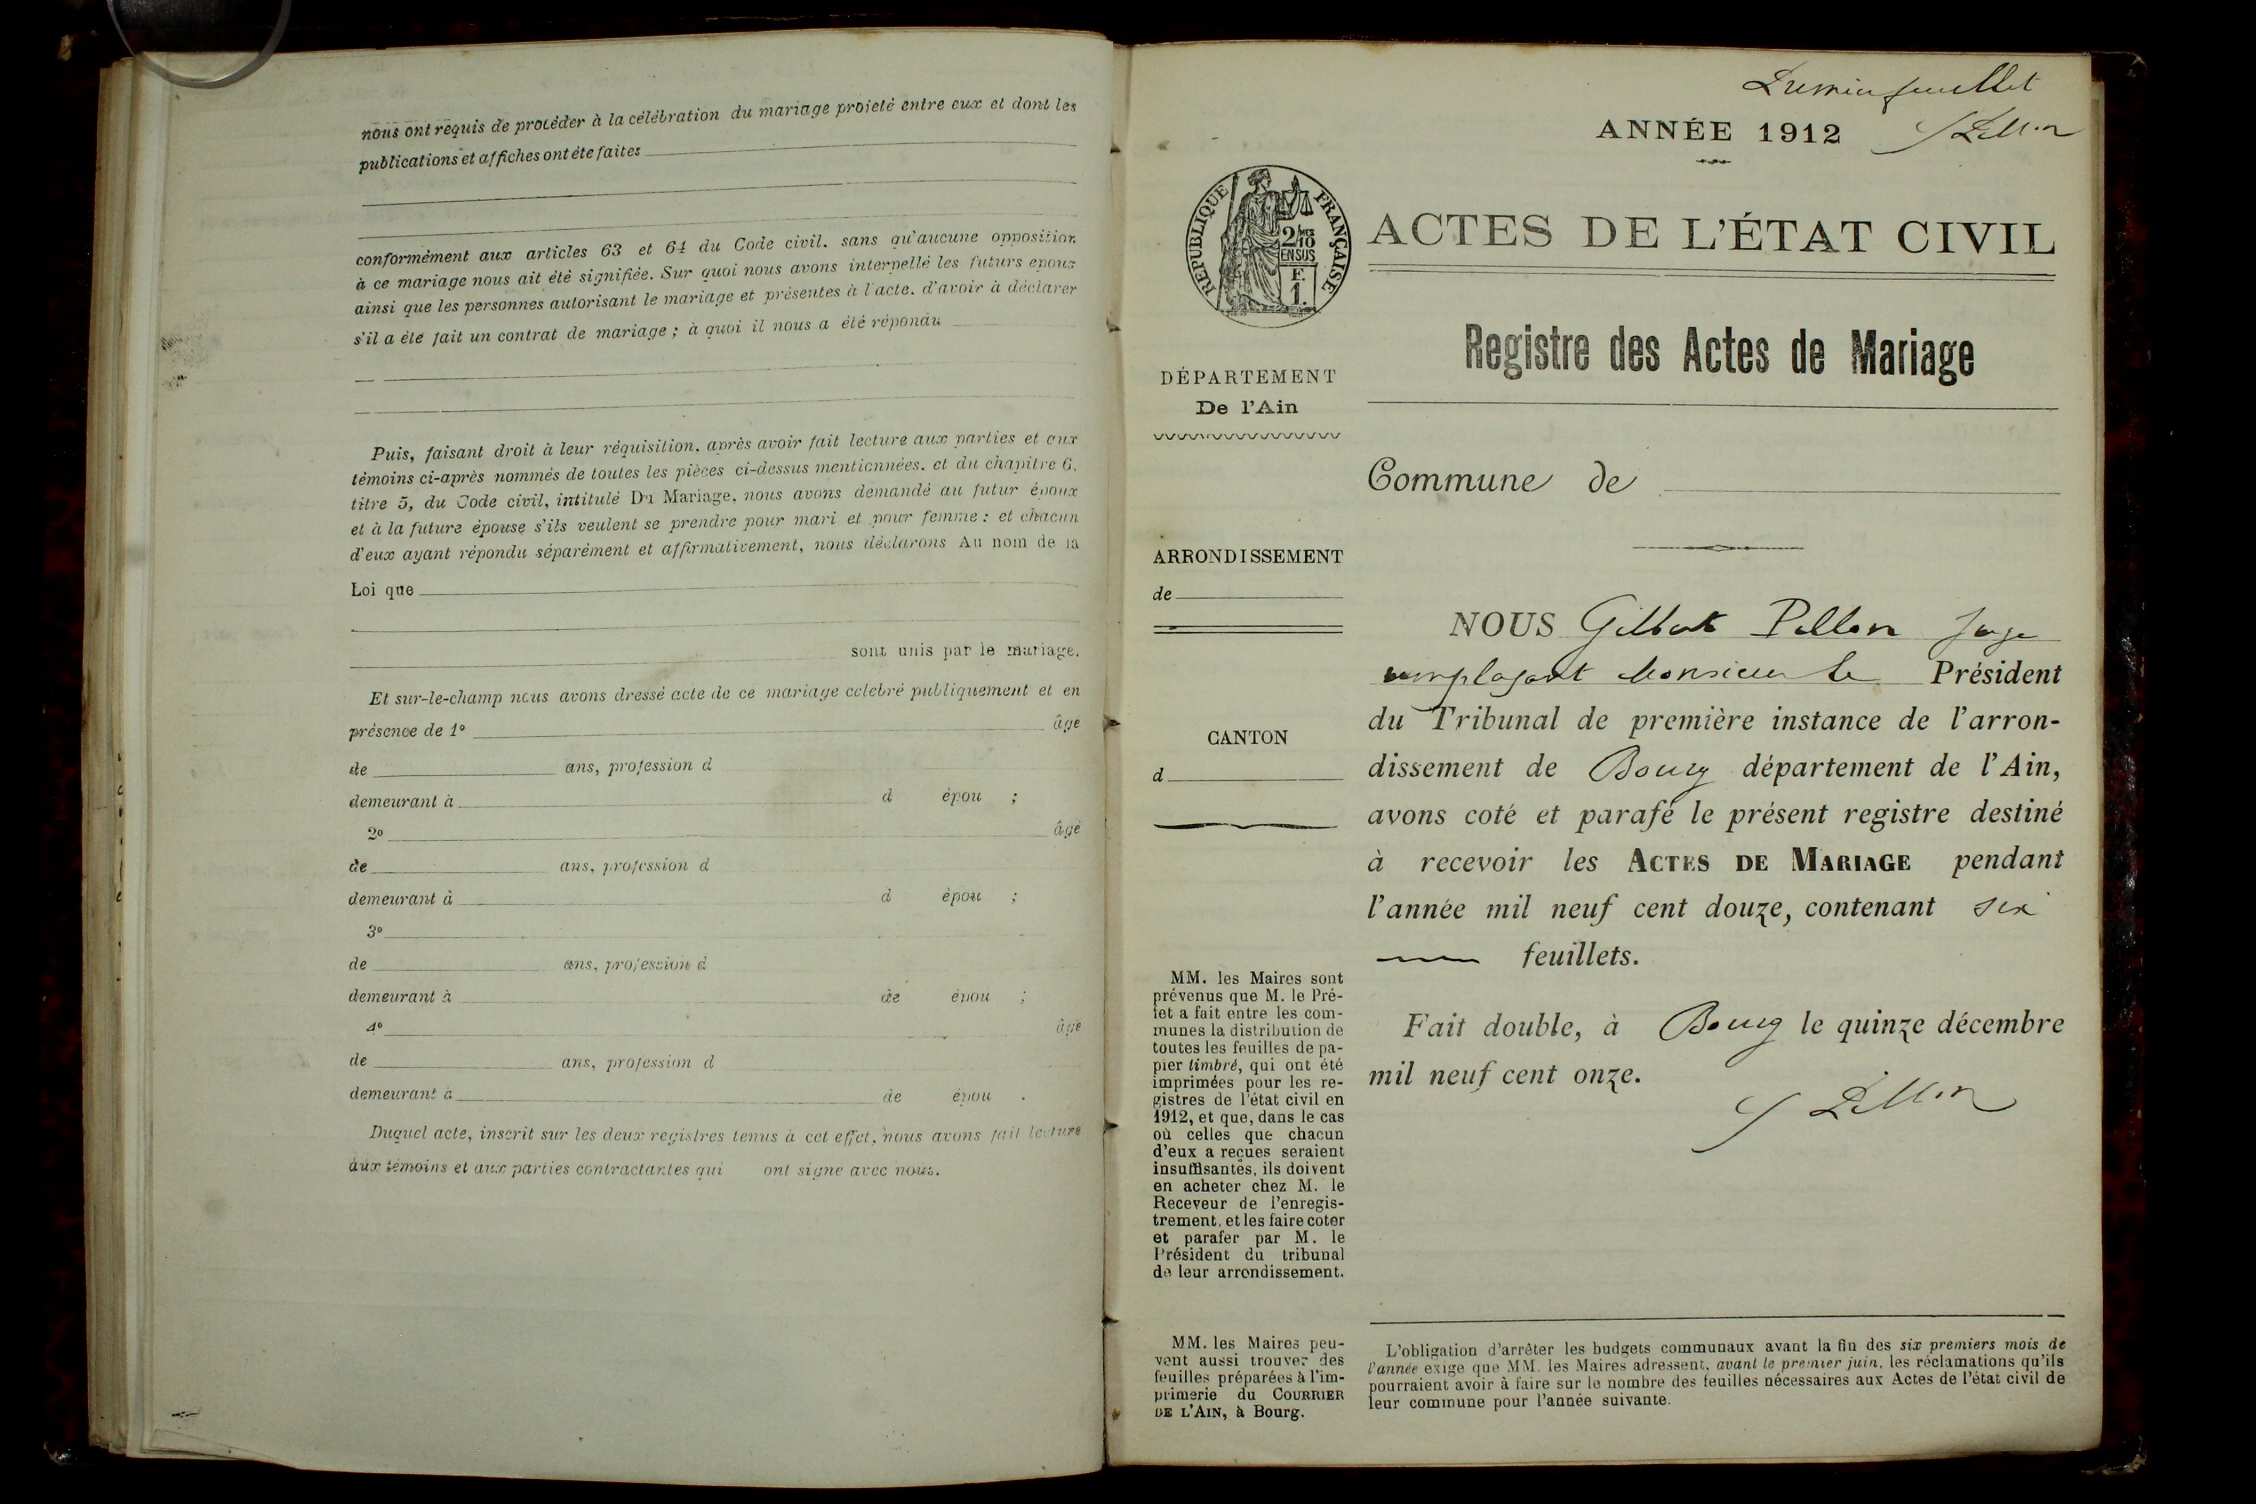 nous ont requis de procéder à la célébration du mariage projeté entre eux et dont les
publications et affiches ont été faites
conformément aux articles 63 et 64 du Code civil, sans qu'aucune opposition
à ce mariage nous ait été signifiée. Sur quoi nous avons interpellé les futurs époux
ainsi que les personnes autorisant le mariage et présentes à l'acte, d'avoir à déclarer
s'il a été fait un contrat de mariage ; à quoi il nous a été répondu
Puis, faisant droit à leur réquisition, après avoir fait lecture aux parties et aux
témoins ci-après nommés de toutes les pièces ci-dessus mentionnées, et du chapitre 6,
titre 5, du Code civil, intitulé Du Mariage, nous avons demandé au futur époux
et à la future épouse s'ils veulent se prendre pour mari et pour femme : et chacun
d'eux ayant répondu séparément et affirmativement, nous déclarons Au nom de la
Loi que
sont unis par le mariage.
Et sur-le-champ nous avons dressé acte de ce mariage célébré publiquement et en
présence de 1º âgé
de ans, profession d
demeurant à d épou ;
2º âgé
de ans, profession d
demeurant à d épou ;
3º
de ans, profession d
demeurant à de épou ;
4º âgé
de ans, profession d
demeurant à de épou .
Duquel acte, inscrit sur les deux registres tenus à cet effet, nous avons fait lecture
aux témoins et aux parties contractantes qui ont signé avec nous.
feuillet
ANNÉE 1912 Pillon
RÉPUBLIQUE FRANÇAISE
2/10
EN SUS
F.
1.
ACTES DE L'ÉTAT CIVIL
Registre des Actes de Mariage
DÉPARTEMENT
De l'Ain
Commune de
ARRONDISSEMENT
de
CANTON
d
NOUS Gilbert Pillon Juge
remplaçant Monsieur le Président
du Tribunal de première instance de l'arron-
dissement de Bourg département de l'Ain,
avons coté et parafé le présent registre destiné
à recevoir les ACTES DE MARIAGE pendant
l'année mil neuf cent douze, contenant six
feuillets.
Fait double, à Bourg le quinze décembre
mil neuf cent onze.
Pillon
MM. les Maires sont
prévenus que M. le Pré-
fet a fait entre les com-
munes la distribution de
toutes les feuilles de pa-
pier timbré, qui ont été
imprimées pour les re-
gistres de l'état civil en
1912, et que, dans le cas
où celles que chacun
d'eux a reçues seraient
insuffisantes, ils doivent
en acheter chez M. le
Receveur de l'enregis-
trement, et les faire coter
et parafer par M. le
Président du tribunal
de leur arrondissement.
MM. les Maires peu-
vent aussi trouver des
feuilles préparées à l'im-
primerie du COURRIER
DE L'AIN, à Bourg.
L'obligation d'arrêter les budgets communaux avant la fin des six premiers mois de
l'année exige que MM. les Maires adressent, avant le premier juin, les réclamations qu'ils
pourraient avoir à faire sur le nombre des feuilles nécessaires aux Actes de l'état civil de
leur commune pour l'année suivante.